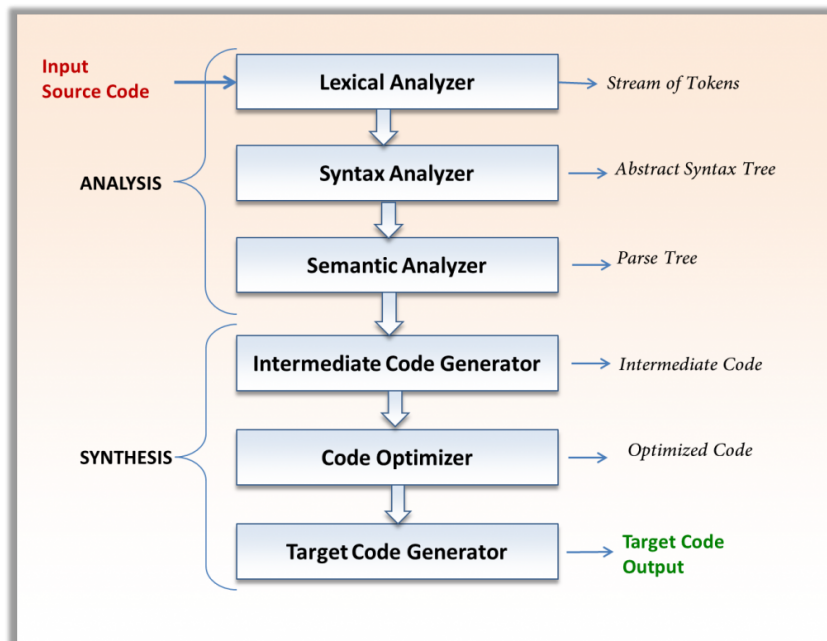 Input
Source Code
Lexical Analyzer
Stream of Tokens
Syntax Analyzer
Abstract Syntax Tree
ANALYSIS
Semantic Analyzer
Parse Tree
Intermediate Code Generator
Intermediate Code
SYNTHESIS
Code Optimizer
Optimized Code
Target Code Generator
Target Code
Output